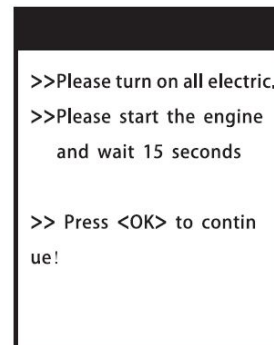 >>Please turn on all electric.
>>Please start the engine
and wait 15 seconds
>> Press <OK> to contin
ue!